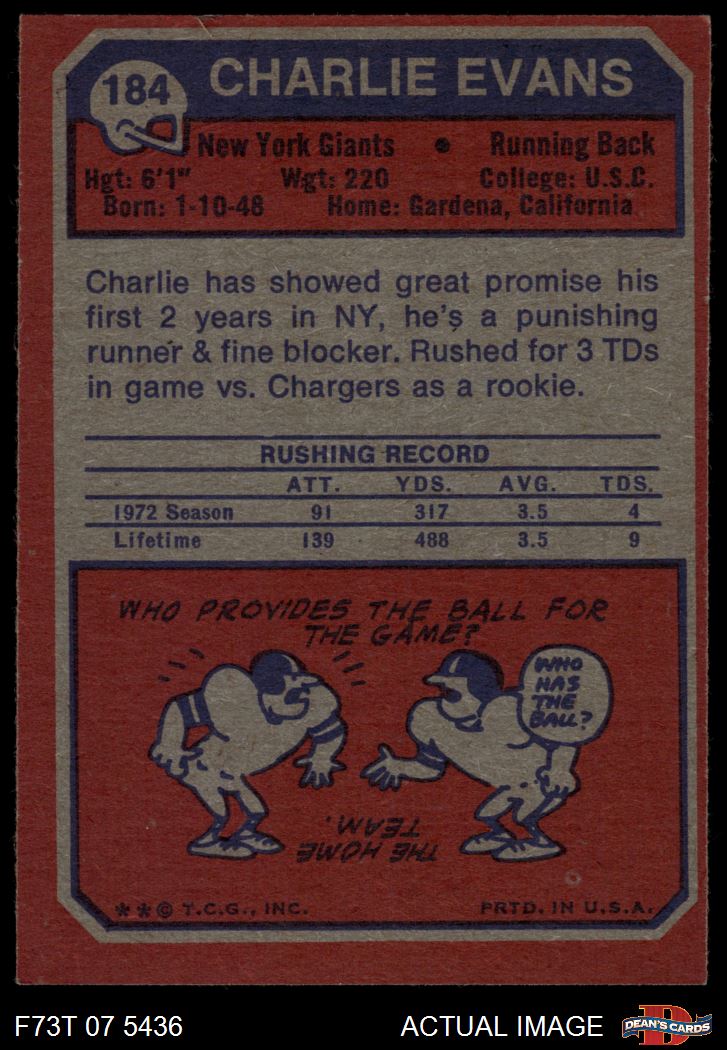 184 CHARLIE EVANS
New York Giants • Running Back
Hgt: 6'1" Wgt: 220 College: U.S.C.
Born: 1-10-48 Home: Gardena, California
Charlie has showed great promise his
first 2 years in NY, he's a punishing
runner & fine blocker. Rushed for 3 TDs
in game vs. Chargers as a rookie.
RUSHING RECORD
ATT. YDS. AVG. TDS.
1972 Season 91 317 3.5 4
Lifetime 139 488 3.5 9
WHO PROVIDES THE BALL FOR
THE GAME?
WHO
HAS
THE
BALL?
THE HOME
TEAM.
**© T.C.G., INC. PRTD. IN U.S.A.
F73T 07 5436 ACTUAL IMAGE D DEAN'S CARDS